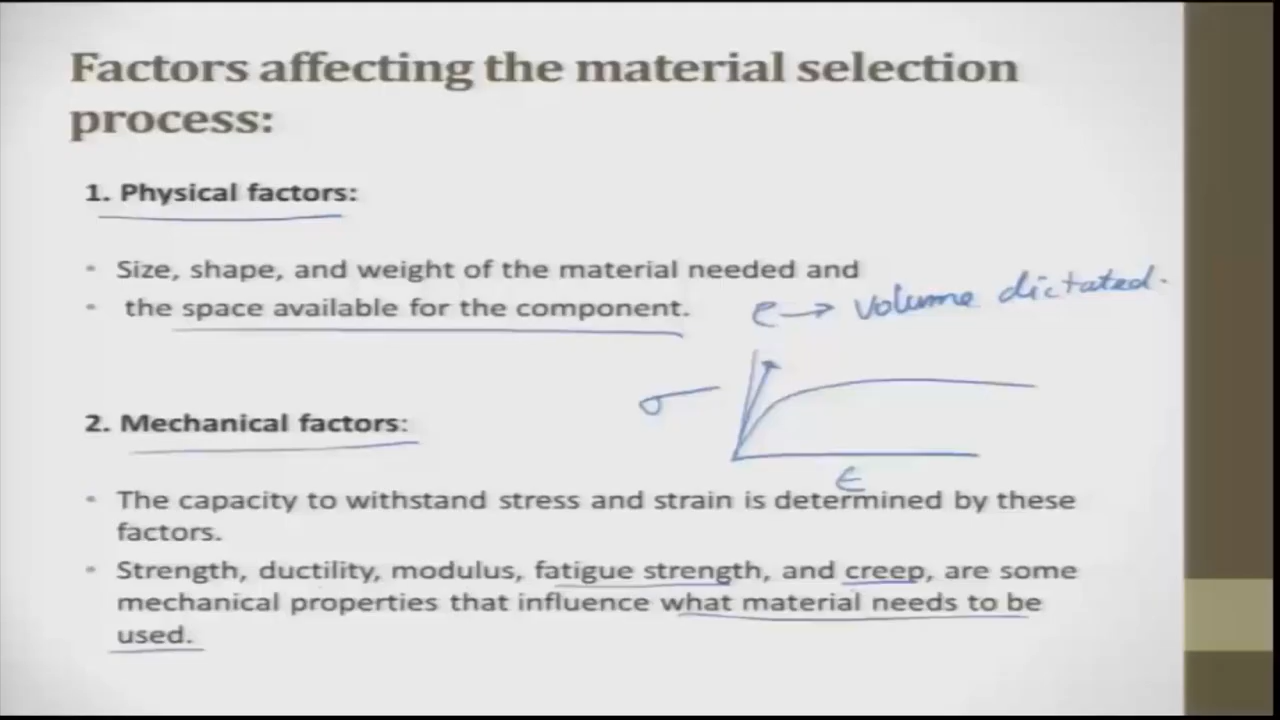 Factors affecting the material selection
process:
1. Physical factors:
• Size, shape, and weight of the material needed and
• the space available for the component.
e → volume dictated.
σ
2. Mechanical factors:
ϵ
• The capacity to withstand stress and strain is determined by these
factors.
• Strength, ductility, modulus, fatigue strength, and creep, are some
mechanical properties that influence what material needs to be
used.